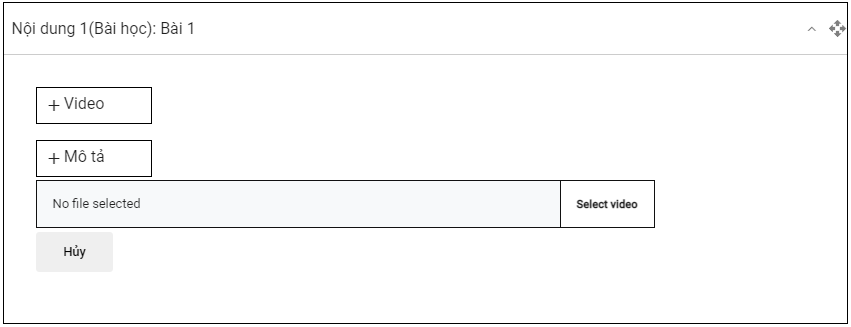 Nội dung 1(Bài học): Bài 1
+ Video
+ Mô tả
No file selected Select video
Hủy